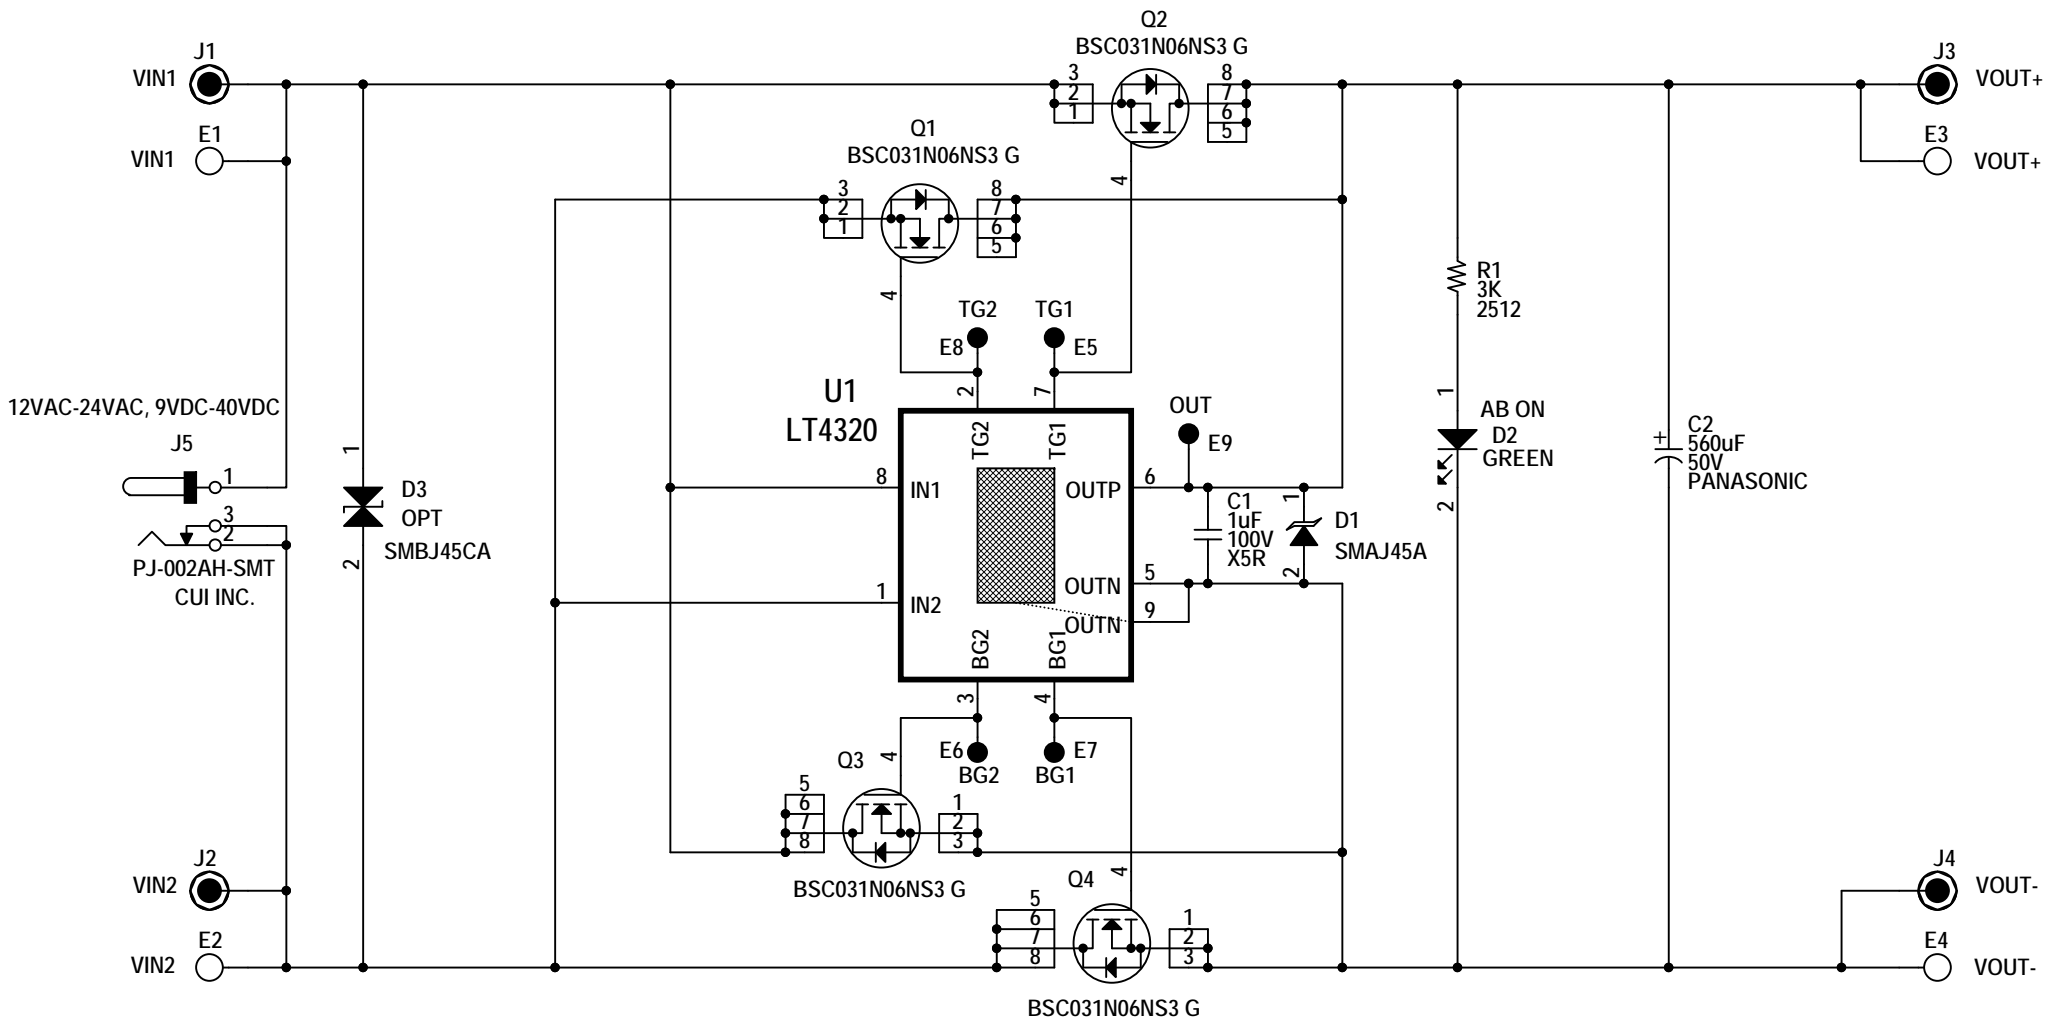 Q2
BSC031N06NS3 G
J1
VIN1
3
2
1
8
7
6
5
J3
VOUT+
E1
VIN1
Q1
BSC031N06NS3 G
4
E3
VOUT+
3
2
1
8
7
6
5
4
TG2
TG1
E8
E5
R1
3K
2512
2
7
U1
LT4320
12VAC-24VAC, 9VDC-40VDC
J5
1
3
2
PJ-002AH-SMT
CUI INC.
1
D3
OPT
SMBJ45CA
2
TG2
TG1
8
IN1
OUTP
6
1
IN2
OUTN
5
OUTN
9
BG2
BG1
OUT
E9
C1
1uF
100V
X5R
1
D1
SMAJ45A
2
1
AB ON
D2
GREEN
2
+
C2
560uF
50V
PANASONIC
3
4
E6
BG2
E7
BG1
Q3
4
5
6
7
8
1
2
3
BSC031N06NS3 G
J2
VIN2
E2
VIN2
Q4
4
5
6
7
8
1
2
3
BSC031N06NS3 G
J4
VOUT-
E4
VOUT-